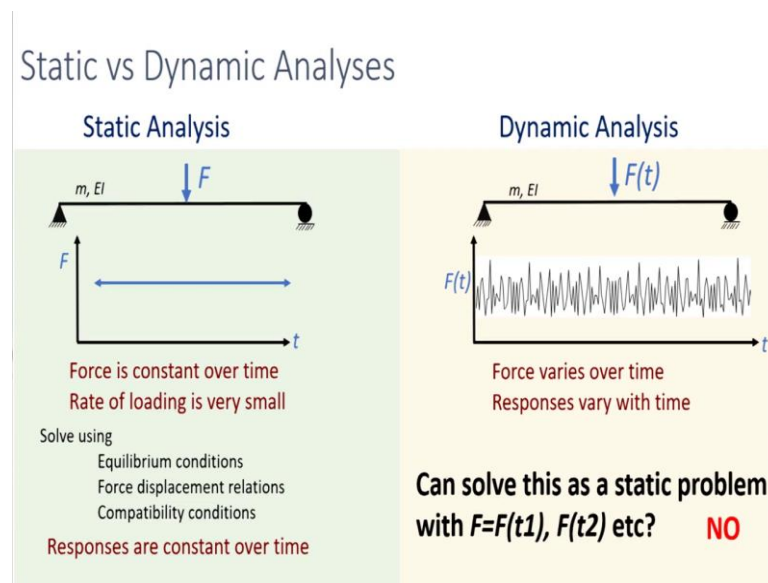 Static vs Dynamic Analyses
Static Analysis
F
m, EI
F
t
Force is constant over time
Rate of loading is very small
Solve using
Equilibrium conditions
Force displacement relations
Compatibility conditions
Responses are constant over time
Dynamic Analysis
F(t)
m, EI
F(t)
t
Force varies over time
Responses vary with time
Can solve this as a static problem
with F=F(t1), F(t2) etc? NO